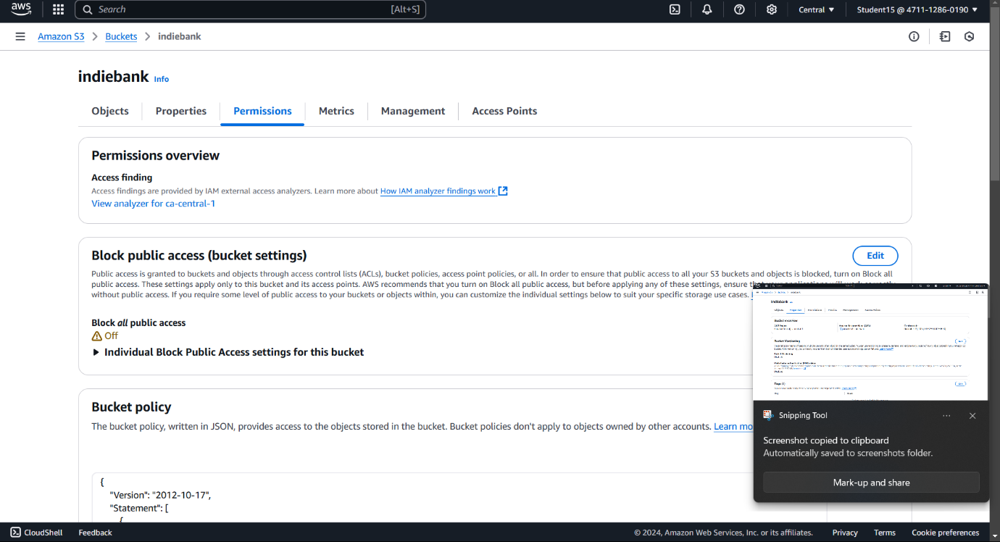 aws
Search
[Alt+S]
Central
Student15 @ 4711-1286-0190
Amazon S3
Buckets
indiebank
indiebank
Info
Objects
Properties
Permissions
Metrics
Management
Access Points
Permissions overview
Access finding
Access findings are provided by IAM external access analyzers. Learn more about How IAM analyzer findings work
View analyzer for ca-central-1
Block public access (bucket settings)
Edit
Public access is granted to buckets and objects through access control lists (ACLs), bucket policies, access point policies, or all. In order to ensure that public access to all your S3 buckets and objects is blocked, turn on Block all
public access. These settings apply only to this bucket and its access points. AWS recommends that you turn on Block all public access, but before applying any of these settings, ensure
without public access. If you require some level of public access to your buckets or objects within, you can customize the individual settings below to suit your specific storage use cases.
Block all public access
Off
Individual Block Public Access settings for this bucket
Bucket policy
The bucket policy, written in JSON, provides access to the objects stored in the bucket. Bucket policies don't apply to objects owned by other accounts. Learn mo
{
"Version": "2012-10-17",
"Statement": [
{
indiebank
Bucket overview
Bucket Versioning
Snipping Tool
Screenshot copied to clipboard
Automatically saved to screenshots folder.
Mark-up and share
CloudShell
Feedback
© 2024, Amazon Web Services, Inc. or its affiliates.
Privacy
Terms
Cookie preferences